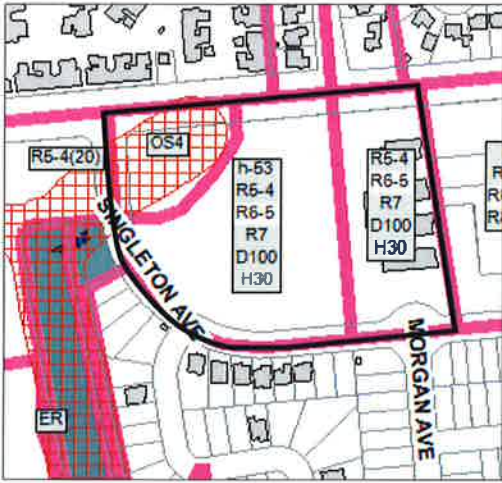 OS4
R5-4(20)
h-53
R5-4
R6-5
R7
D100
H30
R5-4
R6-5
R7
D100
H30
SINGLETON AVE
MORGAN AVE
ER